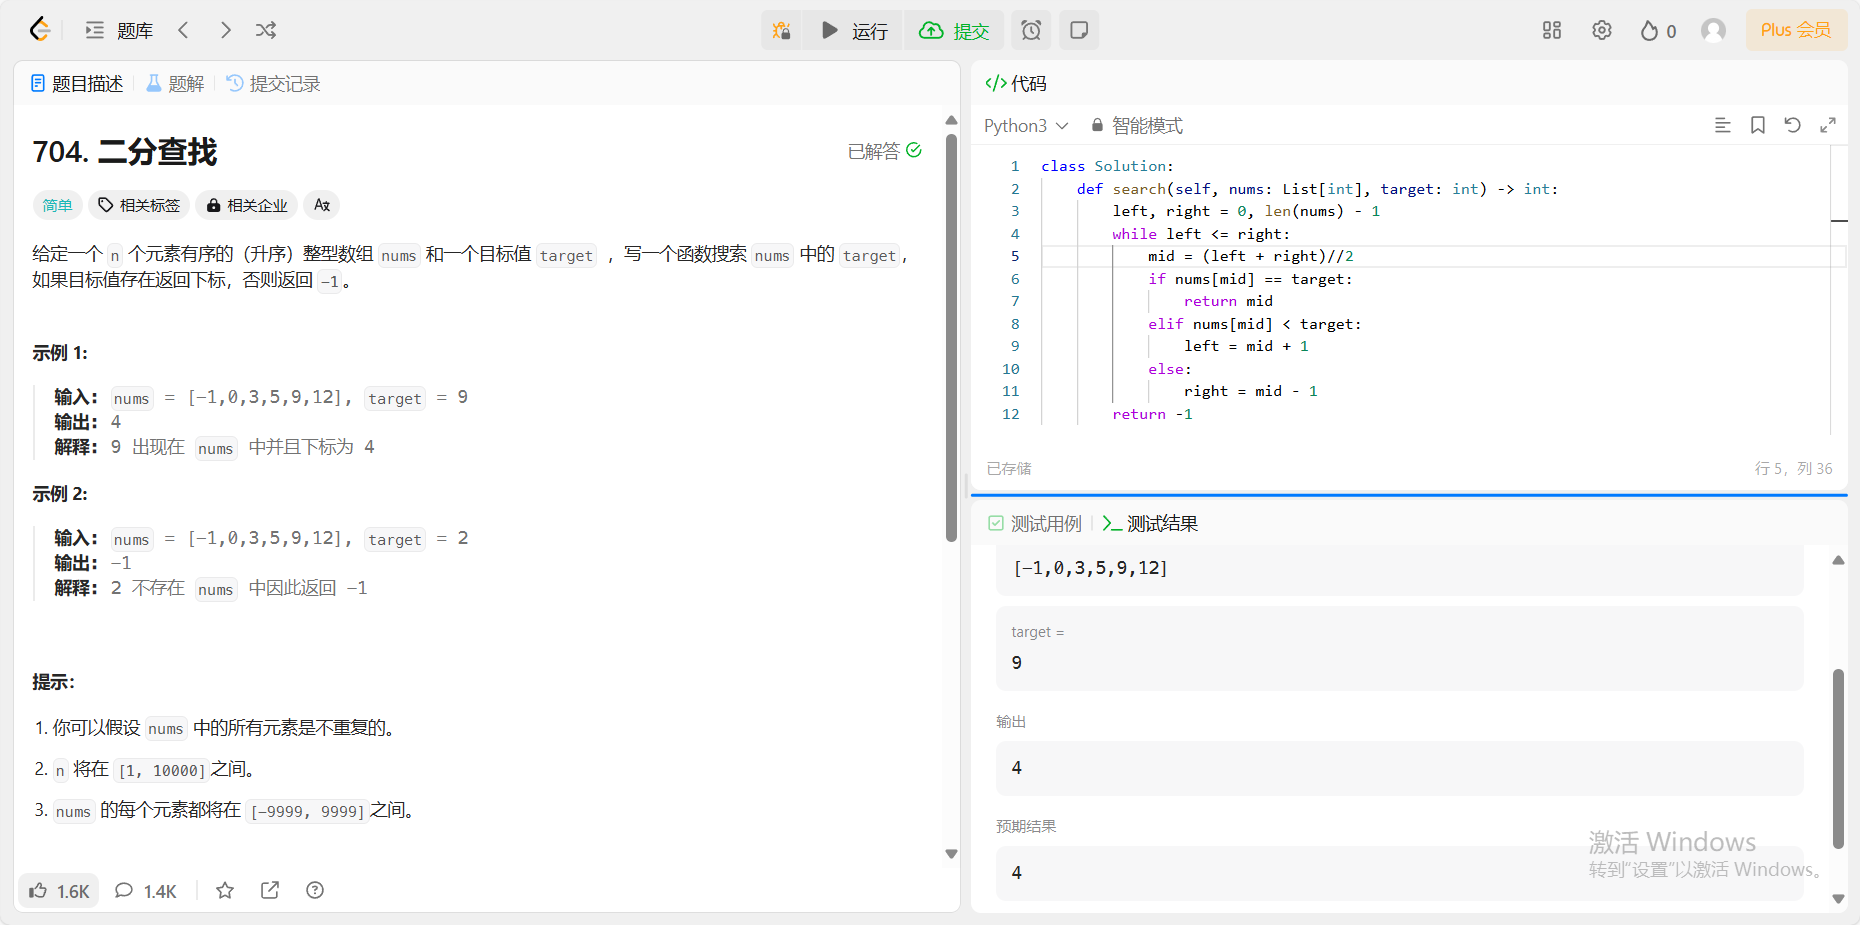 题库
运行
提交
0
Plus 会员
题目描述
题解
提交记录
704. 二分查找
已解答
简单
相关标签
相关企业
给定一个 n 个元素有序的（升序）整型数组 nums 和一个目标值 target ，写一个函数搜索 nums 中的 target，
如果目标值存在返回下标，否则返回 -1。
示例 1:
输入: nums = [-1,0,3,5,9,12], target = 9
输出: 4
解释: 9 出现在 nums 中并且下标为 4
示例 2:
输入: nums = [-1,0,3,5,9,12], target = 2
输出: -1
解释: 2 不存在 nums 中因此返回 -1
提示:
1. 你可以假设 nums 中的所有元素是不重复的。
2. n 将在 [1, 10000]之间。
3. nums 的每个元素都将在 [-9999, 9999]之间。
1.6K
1.4K
</> 代码
Python3
智能模式
1 class Solution:
2 def search(self, nums: List[int], target: int) -> int:
3 left, right = 0, len(nums) - 1
4 while left <= right:
5 mid = (left + right)//2
6 if nums[mid] == target:
7 return mid
8 elif nums[mid] < target:
9 left = mid + 1
10 else:
11 right = mid - 1
12 return -1
已存储
行 5，列 36
测试用例
测试结果
[-1,0,3,5,9,12]
target =
9
输出
4
预期结果
4
激活 Windows
转到“设置”以激活 Windows。